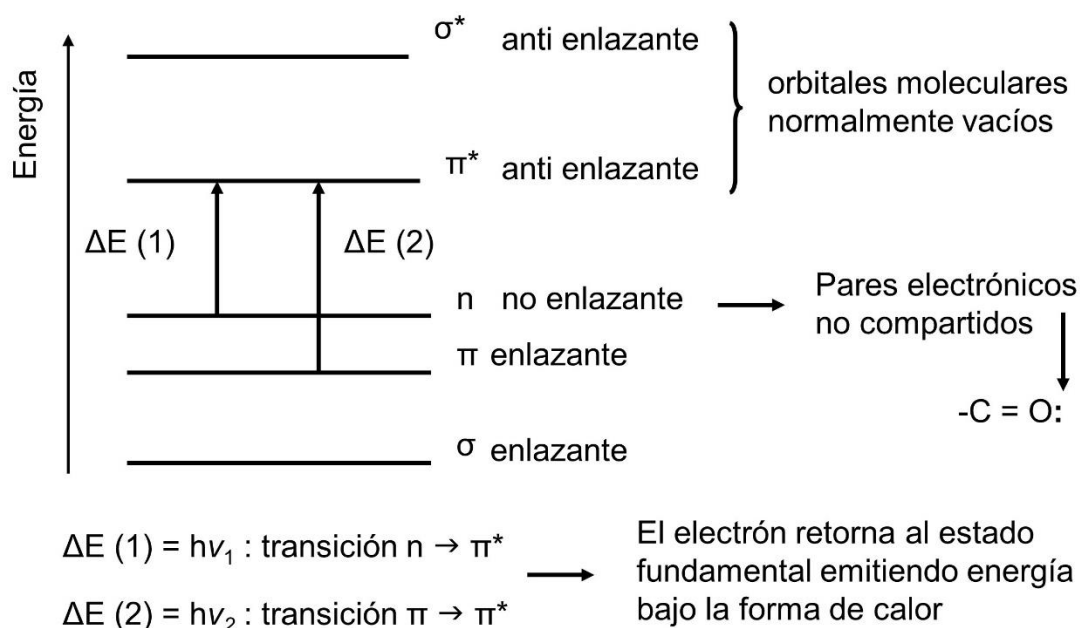 Energía
σ* anti enlazante
orbitales moleculares
normalmente vacíos
π* anti enlazante
ΔE (1)
ΔE (2)
n no enlazante
Pares electrónicos
no compartidos
π enlazante
-C = O:
σ enlazante
ΔE (1) = hν₁ : transición n → π*
ΔE (2) = hν₂ : transición π → π*
El electrón retorna al estado
fundamental emitiendo energía
bajo la forma de calor